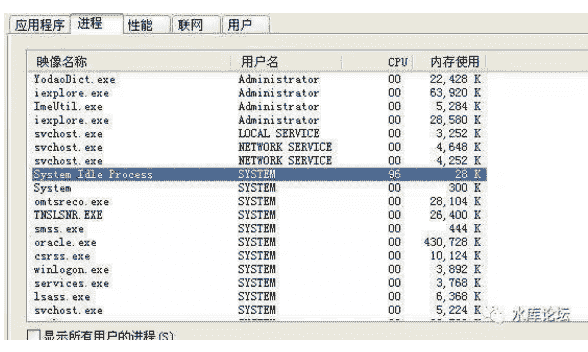 应用程序 进程 性能 联网 用户
映像名称 用户名 CPU 内存使用
YodaoDict.exe Administrator 00 22,428 K
iexplore.exe Administrator 00 63,920 K
ImeUtil.exe Administrator 00 5,284 K
iexplore.exe Administrator 00 28,580 K
svchost.exe LOCAL SERVICE 00 3,252 K
svchost.exe NETWORK SERVICE 00 4,648 K
svchost.exe NETWORK SERVICE 00 4,252 K
System Idle Process SYSTEM 96 28 K
System SYSTEM 00 300 K
omtsreco.exe SYSTEM 00 28,104 K
TNSLSNR.EXE SYSTEM 00 26,400 K
smss.exe SYSTEM 00 444 K
oracle.exe SYSTEM 00 430,728 K
csrss.exe SYSTEM 00 10,124 K
winlogon.exe SYSTEM 00 3,892 K
services.exe SYSTEM 00 3,768 K
lsass.exe SYSTEM 00 6,368 K
svchost.exe SYSTEM 00 5,224 K
水库论坛
显示所有用户的进程(S)